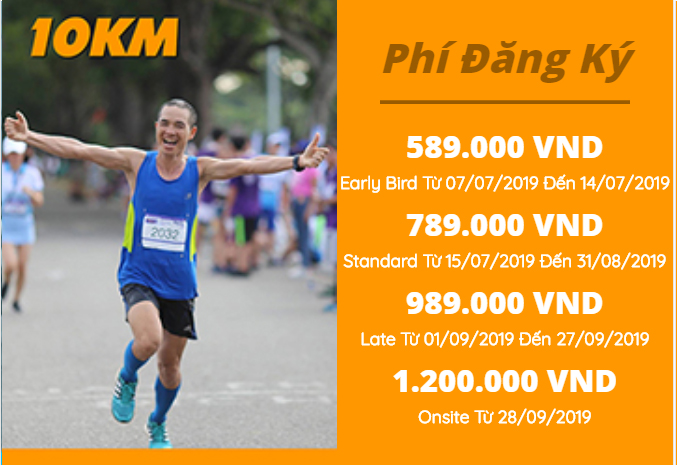 10KM
Phí Đăng Ký
589.000 VND
Early Bird Từ 07/07/2019 Đến 14/07/2019
789.000 VND
Standard Từ 15/07/2019 Đến 31/08/2019
989.000 VND
Late Từ 01/09/2019 Đến 27/09/2019
1.200.000 VND
Onsite Từ 28/09/2019
2032